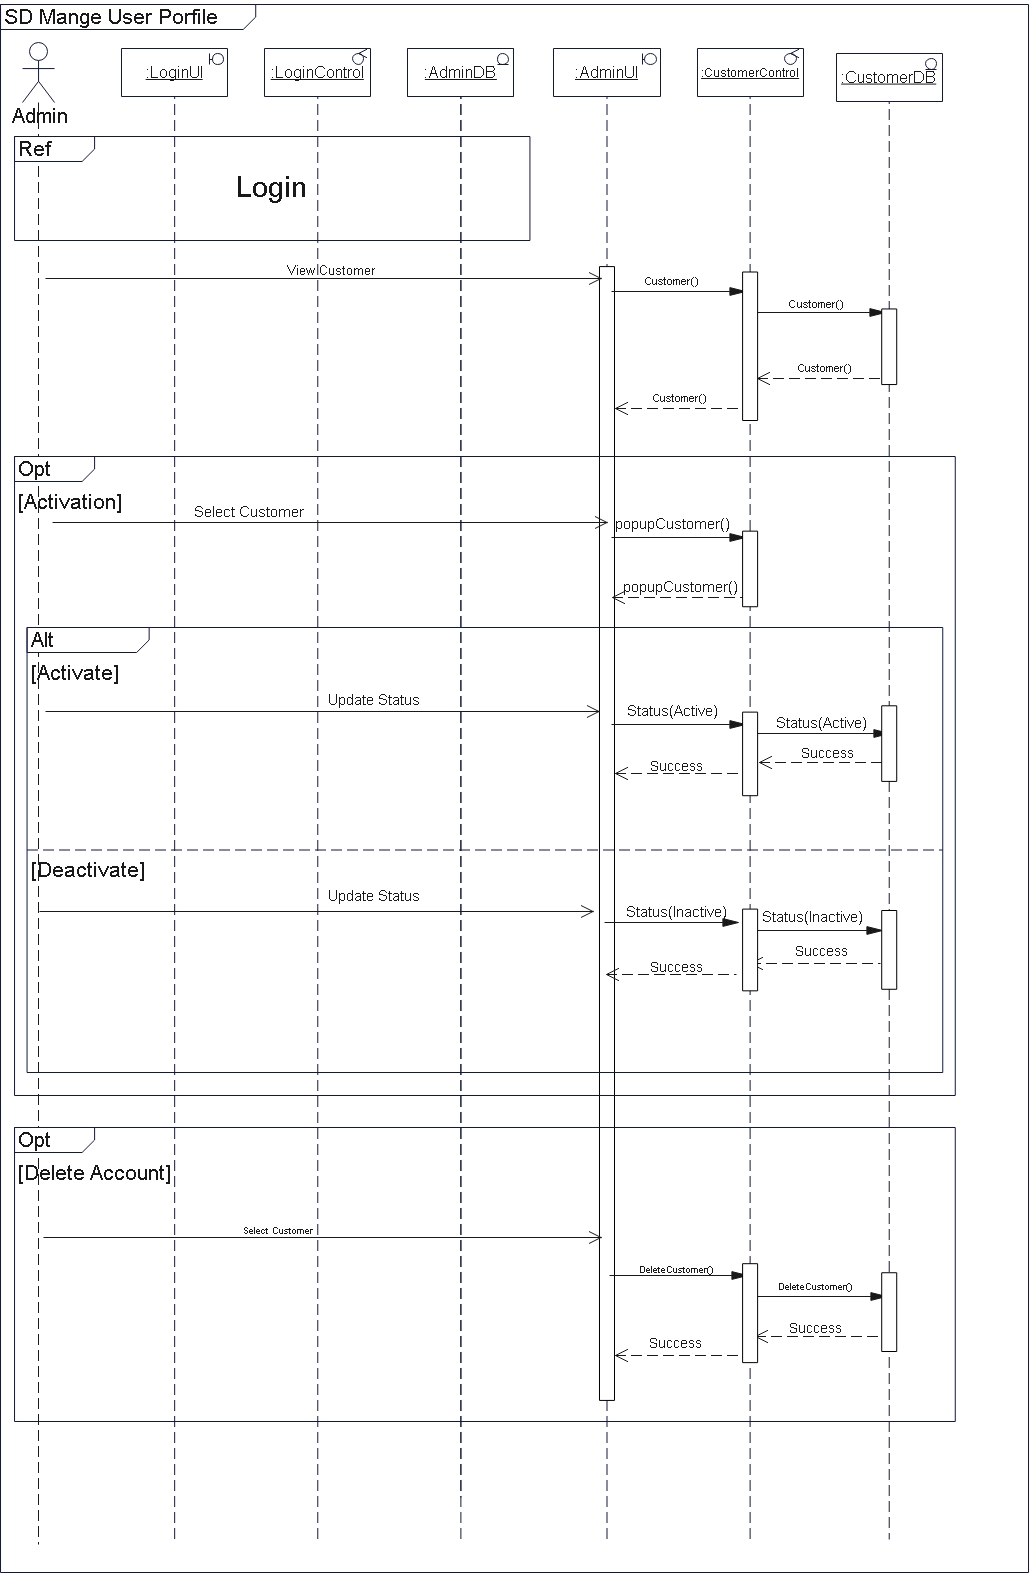 SD Mange User Porfile
Admin
:LoginUI
:LoginControl
:AdminDB
:AdminUI
:CustomerControl
:CustomerDB
Ref
Login
View Customer
Customer()
Customer()
Customer()
Customer()
Opt
[Activation]
Select Customer
popupCustomer()
popupCustomer()
Alt
[Activate]
Update Status
Status(Active)
Status(Active)
Success
Success
[Deactivate]
Update Status
Status(Inactive)
Status(Inactive)
Success
Success
Opt
[Delete Account]
Select Customer
DeleteCustomer()
DeleteCustomer()
Success
Success